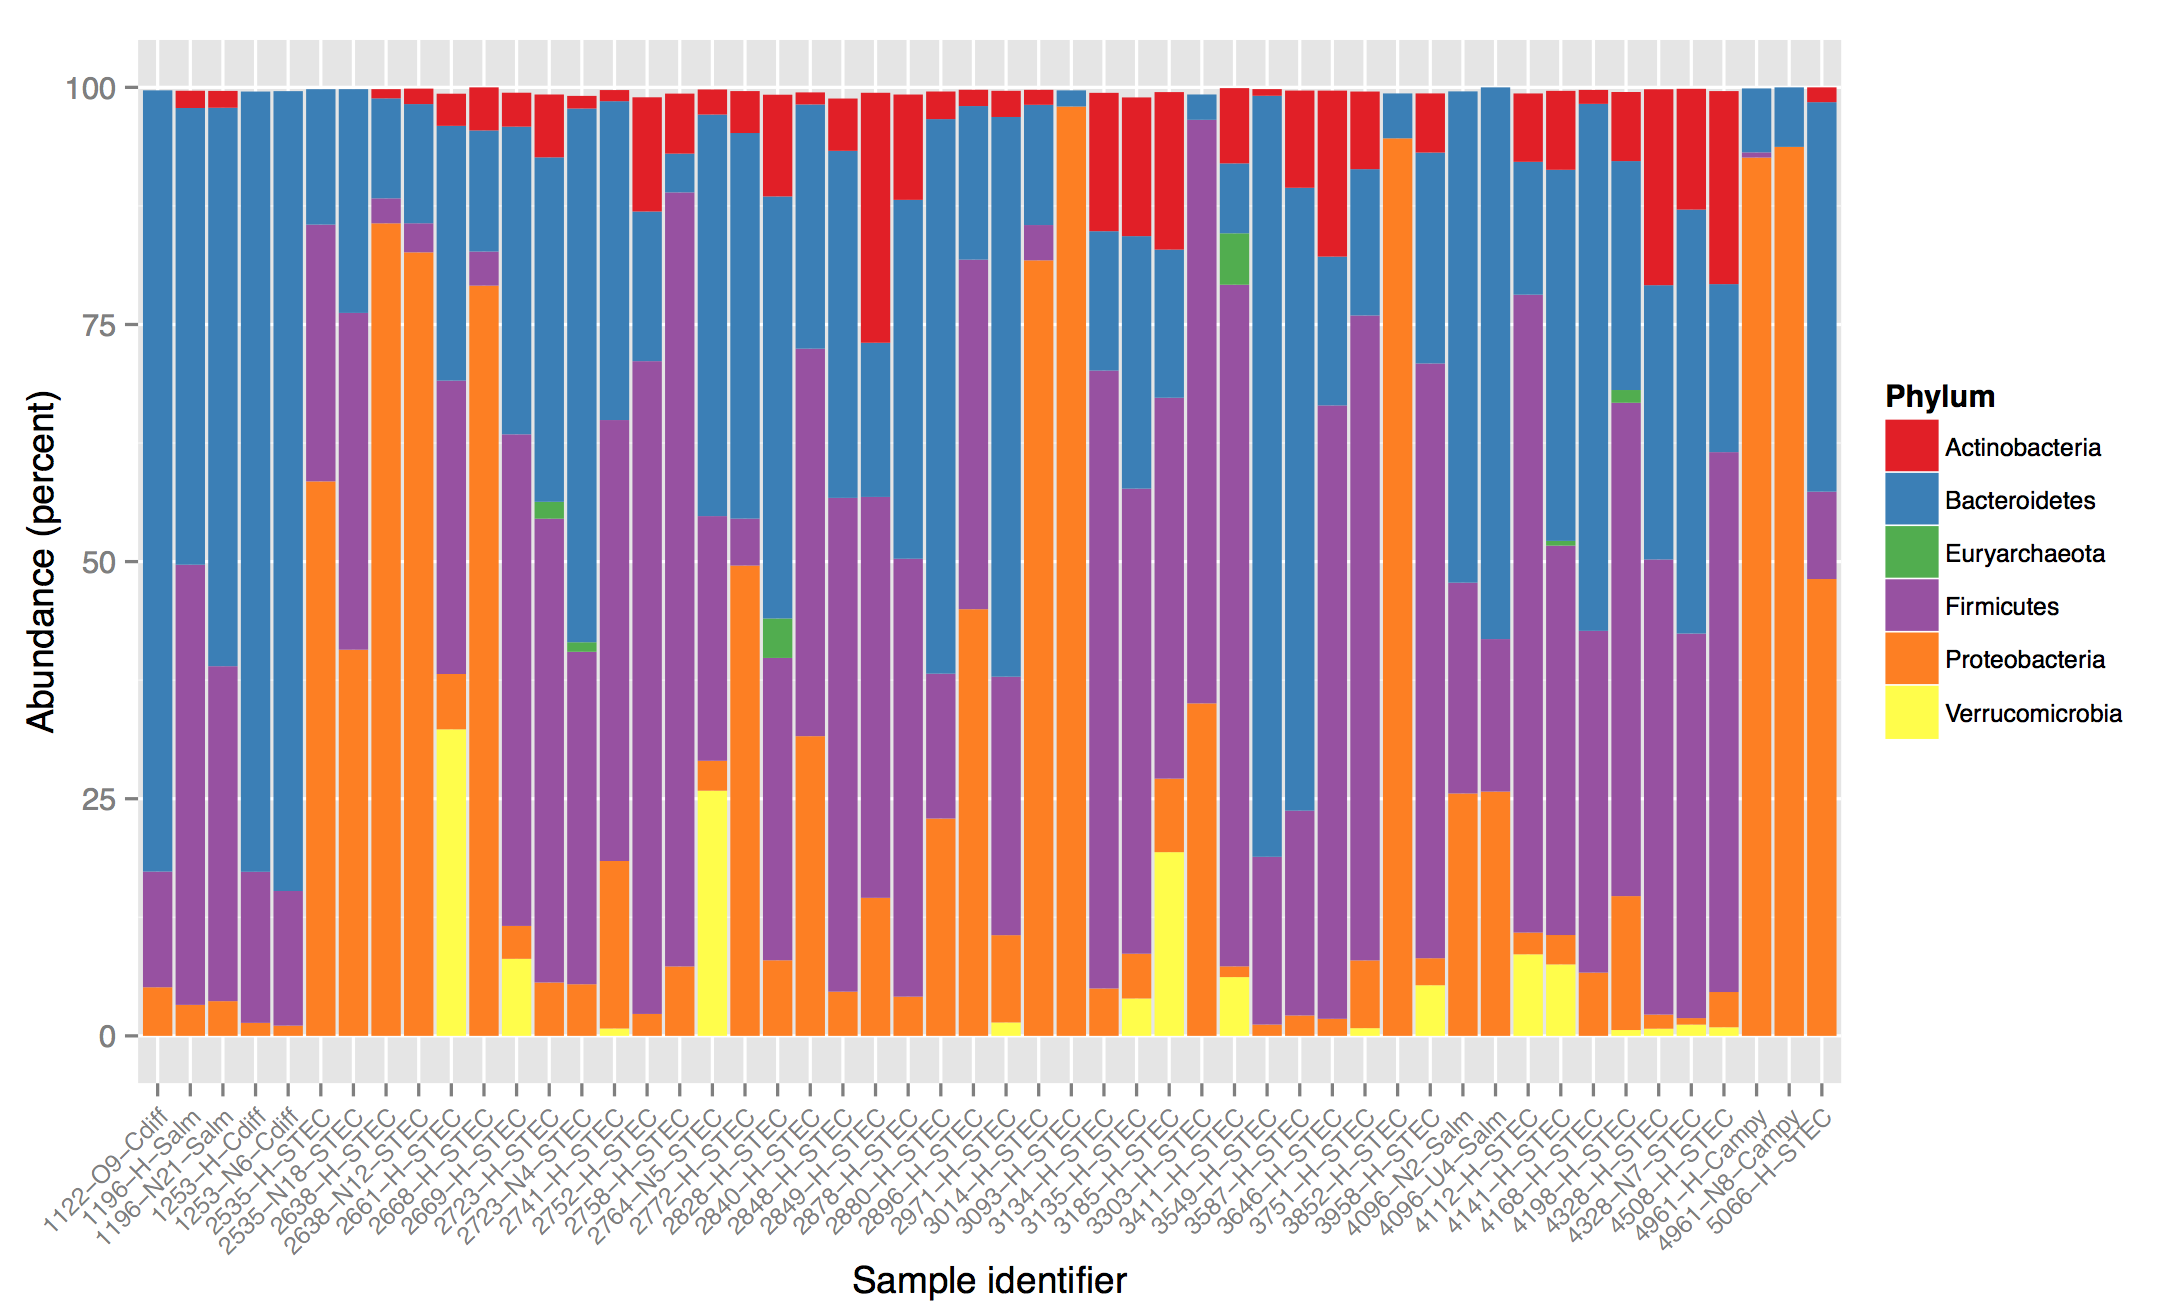 100
75
50
25
0
Abundance (percent)
1122−O9−Cdiff
1196−H−Salm
1196−N21−Salm
1253−H−Cdiff
1253−N6−Cdiff
2535−H−STEC
2535−N18−STEC
2638−H−STEC
2638−N12−STEC
2661−H−STEC
2668−H−STEC
2669−H−STEC
2723−H−STEC
2723−N4−STEC
2741−H−STEC
2752−H−STEC
2758−H−STEC
2764−N5−STEC
2772−H−STEC
2828−H−STEC
2840−H−STEC
2848−H−STEC
2849−H−STEC
2878−H−STEC
2880−H−STEC
2896−H−STEC
2971−H−STEC
3014−H−STEC
3093−H−STEC
3134−H−STEC
3135−H−STEC
3185−H−STEC
3303−H−STEC
3411−H−STEC
3549−H−STEC
3587−H−STEC
3646−H−STEC
3751−H−STEC
3852−H−STEC
3958−H−STEC
4096−N2−Salm
4096−U4−Salm
4112−H−STEC
4141−H−STEC
4168−H−STEC
4198−H−STEC
4328−H−STEC
4328−N7−STEC
4508−H−STEC
4961−H−Campy
4961−N8−Campy
5066−H−STEC
Sample identifier
Phylum
Actinobacteria
Bacteroidetes
Euryarchaeota
Firmicutes
Proteobacteria
Verrucomicrobia